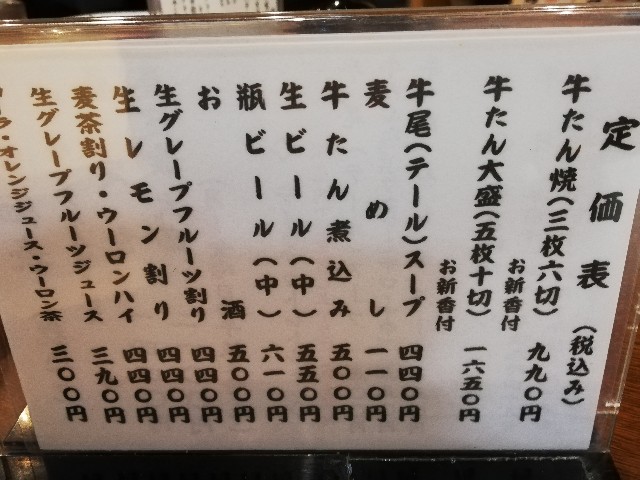 定価表(税込み)
牛たん焼(三枚六切)
お新香付 九九〇円
牛たん大盛(五枚十切)
お新香付 一六五〇円
牛尾(テール)スープ 四四〇円
麦めし 一一〇円
牛たん煮込み 五〇〇円
生ビール(中) 五五〇円
瓶ビール(中) 六一〇円
お酒 五〇〇円
生グレープフルーツ割り 四四〇円
生レモン割り 四四〇円
麦茶割り・ウーロンハイ 四四〇円
生グレープフルーツジュース 三九〇円
コーラ・オレンジジュース・ウーロン茶 三〇〇円